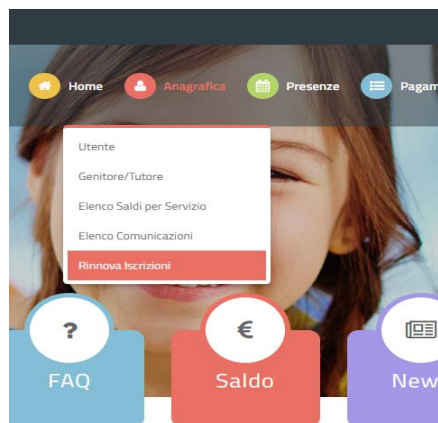 Home Anagrafica Presenze Pagam
Utente
Genitore/Tutore
Elenco Saldi per Servizio
Elenco Comunicazioni
Rinnova Iscrizioni
? €
FAQ Saldo New